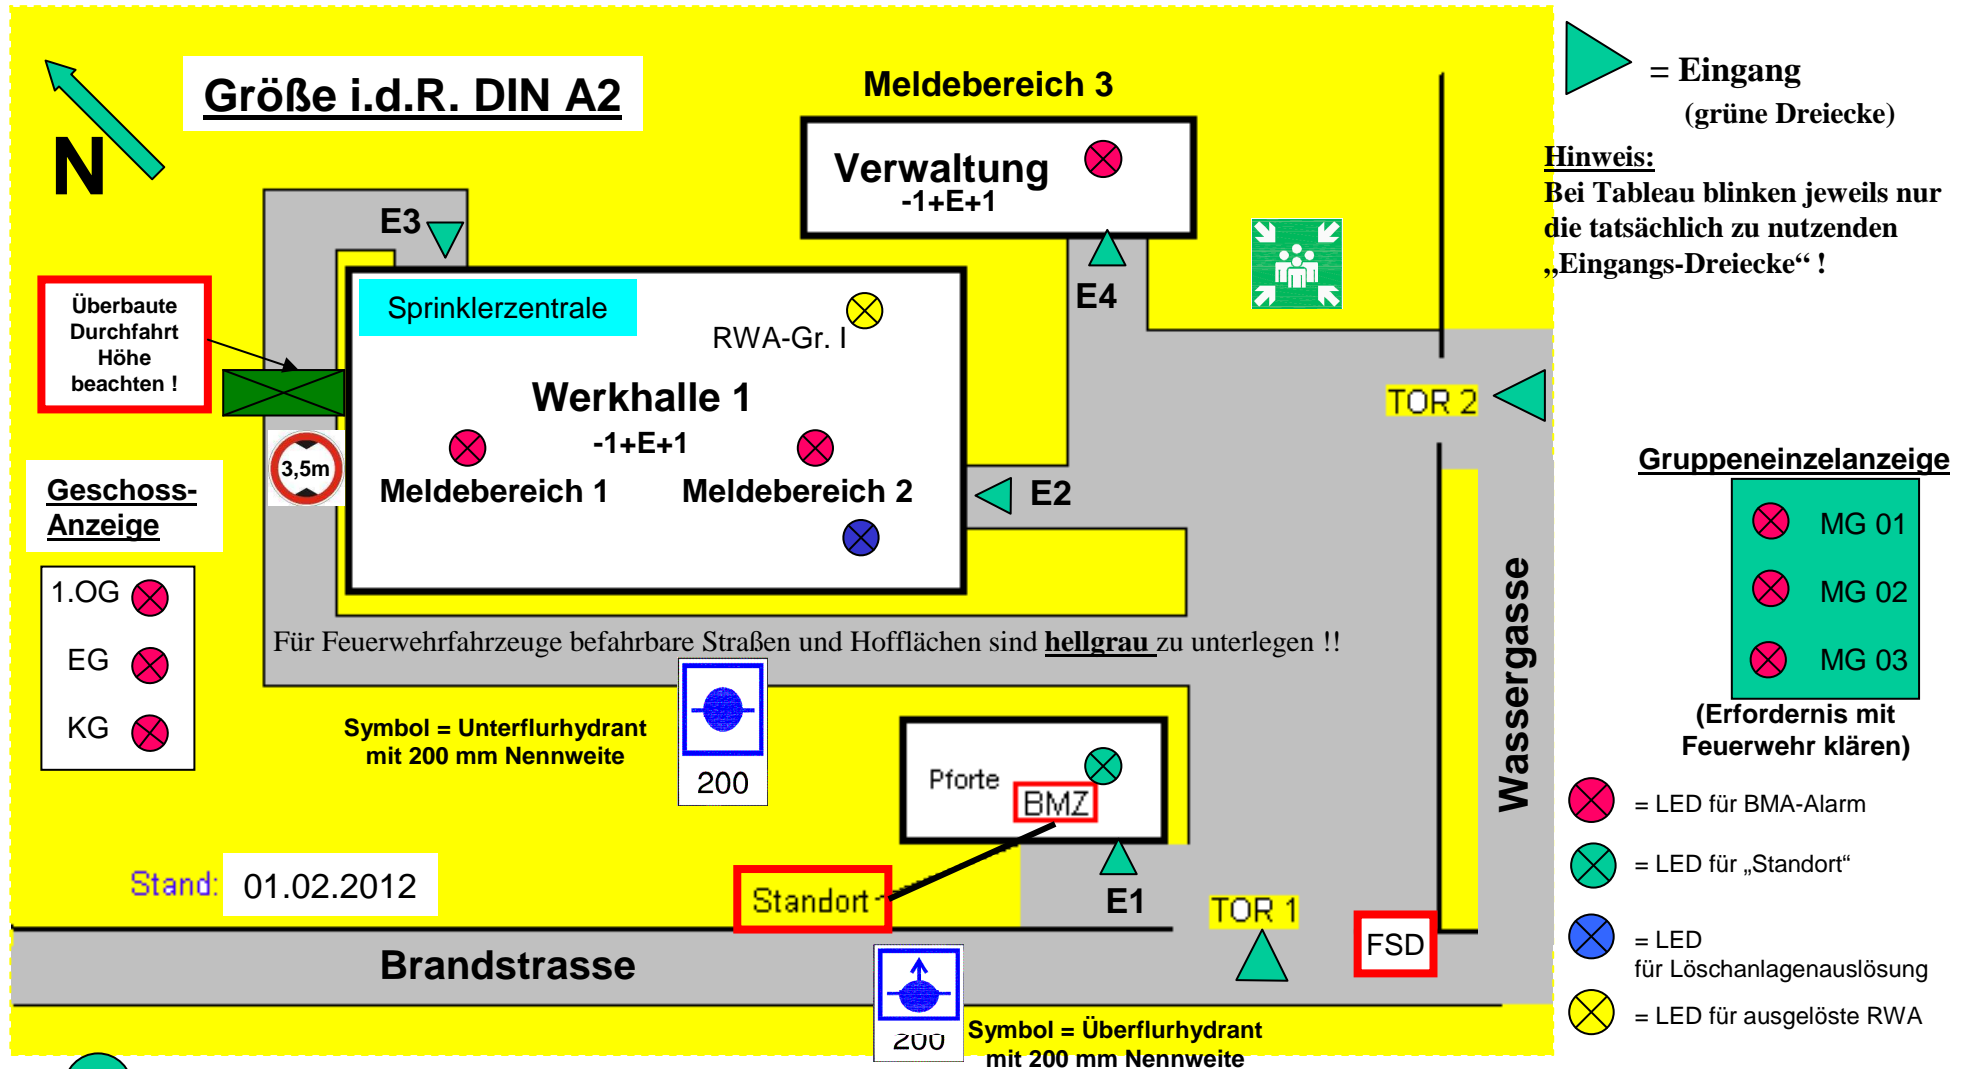 Größe i.d.R. DIN A2
N
Meldebereich 3
Verwaltung
-1+E+1
E3
E4
= Eingang
(grüne Dreiecke)
Hinweis:
Bei Tableau blinken jeweils nur
die tatsächlich zu nutzenden
„Eingangs-Dreiecke“ !
Überbaute
Durchfahrt
Höhe
beachten !
Sprinklerzentrale
RWA-Gr. I
Werkhalle 1
-1+E+1
Meldebereich 1
Meldebereich 2
3,5m
E2
TOR 2
Geschoss-
Anzeige
1.OG
EG
KG
Gruppeneinzelanzeige
MG 01
MG 02
MG 03
(Erfordernis mit
Feuerwehr klären)
Für Feuerwehrfahrzeuge befahrbare Straßen und Hofflächen sind hellgrau zu unterlegen !!
Wassergasse
Symbol = Unterflurhydrant
mit 200 mm Nennweite
200
Pforte
BMZ
Standort
E1
TOR 1
FSD
Stand: 01.02.2012
Brandstrasse
200
Symbol = Überflurhydrant
mit 200 mm Nennweite
= LED für BMA-Alarm
= LED für „Standort“
= LED
für Löschanlagenauslösung
= LED für ausgelöste RWA